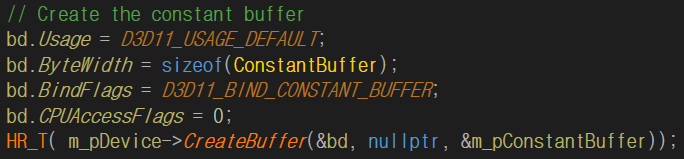 // Create the constant buffer
bd.Usage = D3D11_USAGE_DEFAULT;
bd.ByteWidth = sizeof(ConstantBuffer);
bd.BindFlags = D3D11_BIND_CONSTANT_BUFFER;
bd.CPUAccessFlags = 0;
HR_T( m_pDevice->CreateBuffer(&bd, nullptr, &m_pConstantBuffer));